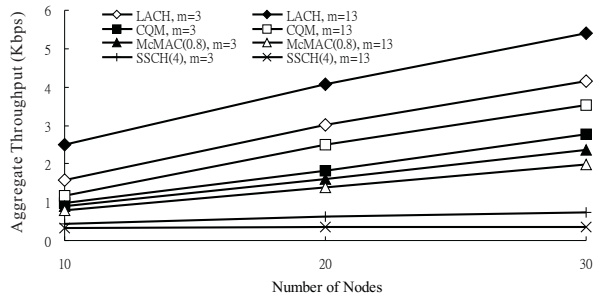 6
5
4
3
2
1
0
Aggregate Throughput (Kbps)
LACH, m=3
LACH, m=13
CQM, m=3
CQM, m=13
McMAC(0.8), m=3
McMAC(0.8), m=13
SSCH(4), m=3
SSCH(4), m=13
10
20
30
Number of Nodes